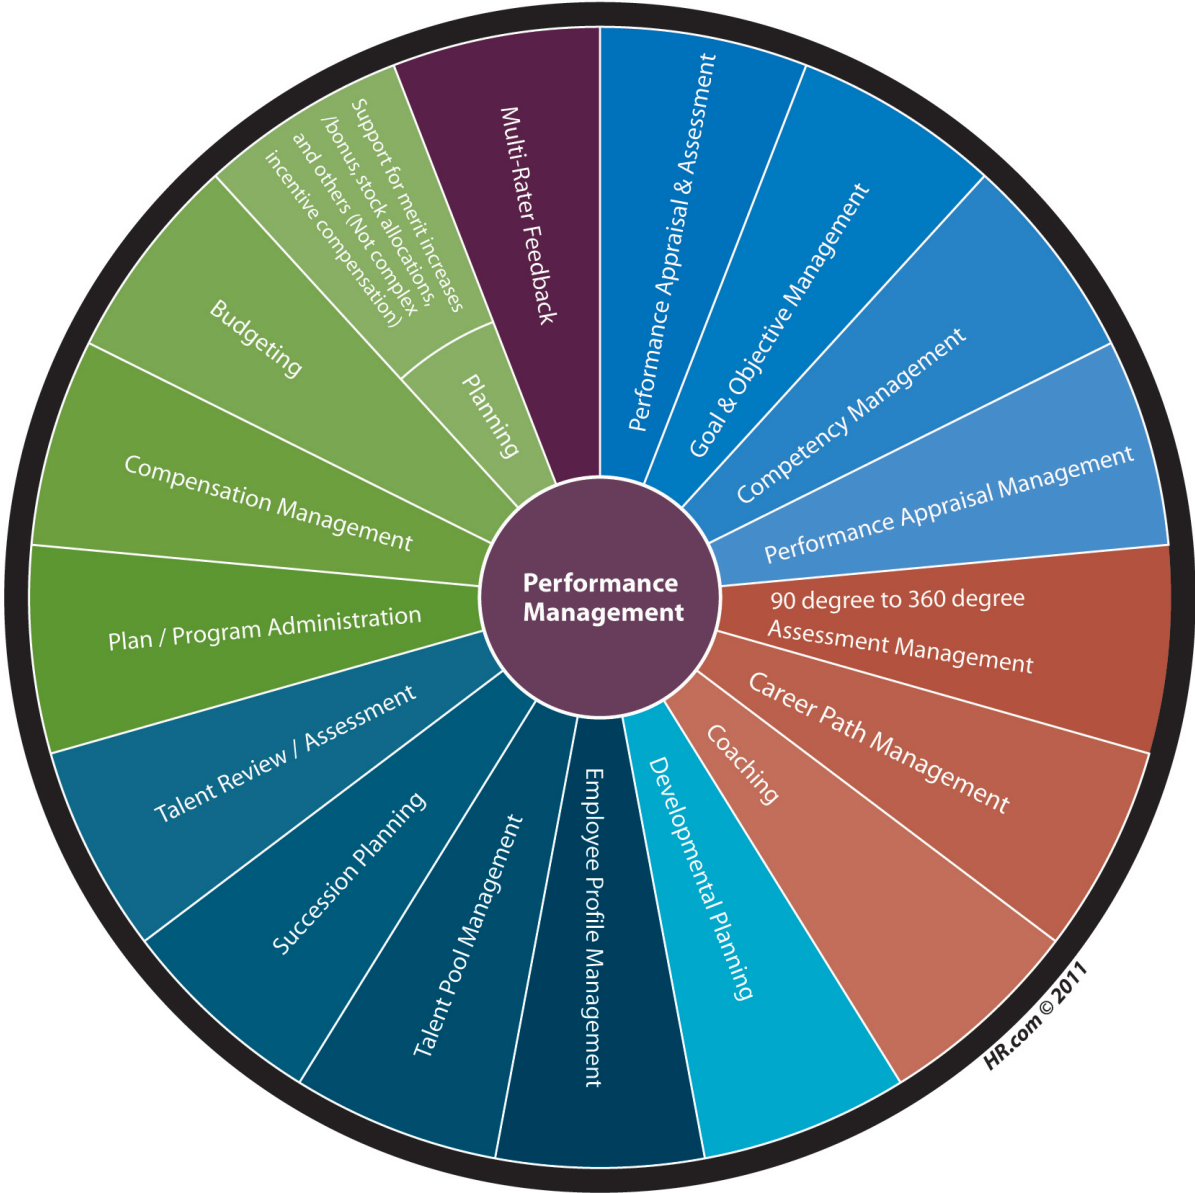 Performance Appraisal & Assessment
Goal & Objective Management
Competency Management
Performance Appraisal Management
90 degree to 360 degree
Assessment Management
Career Path Management
Coaching
Developmental Planning
Employee Profile Management
Talent Pool Management
Succession Planning
Talent Review / Assessment
Plan / Program Administration
Compensation Management
Budgeting
Support for merit increases
/bonus, stock allocations,
and others (Not complex
incentive compensation)
Planning
Multi-Rater Feedback
Performance
Management
HR.com © 2011